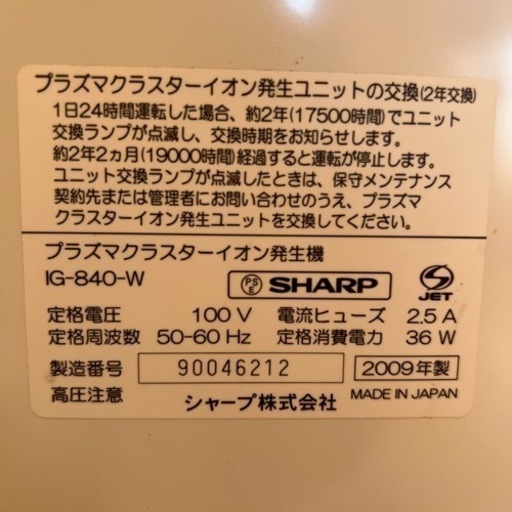 プラズマクラスターイオン発生ユニットの交換(2年交換)
1日24時間運転した場合、約2年(17500時間)でユニット
交換ランプが点滅し、交換時期をお知らせします。
約2年2ヵ月(19000時間)経過すると運転が停止します。
ユニット交換ランプが点滅したときは、保守メンテナンス
契約先または管理者にお問い合わせのうえ、プラズマ
クラスターイオン発生ユニットを交換してください。
プラズマクラスターイオン発生機
IG-840-W PSE SHARP JET
定格電圧 100 V 電流ヒューズ 2.5 A
定格周波数 50-60 Hz 定格消費電力 36 W
製造番号 90046212 2009年製
高圧注意 シャープ株式会社 MADE IN JAPAN